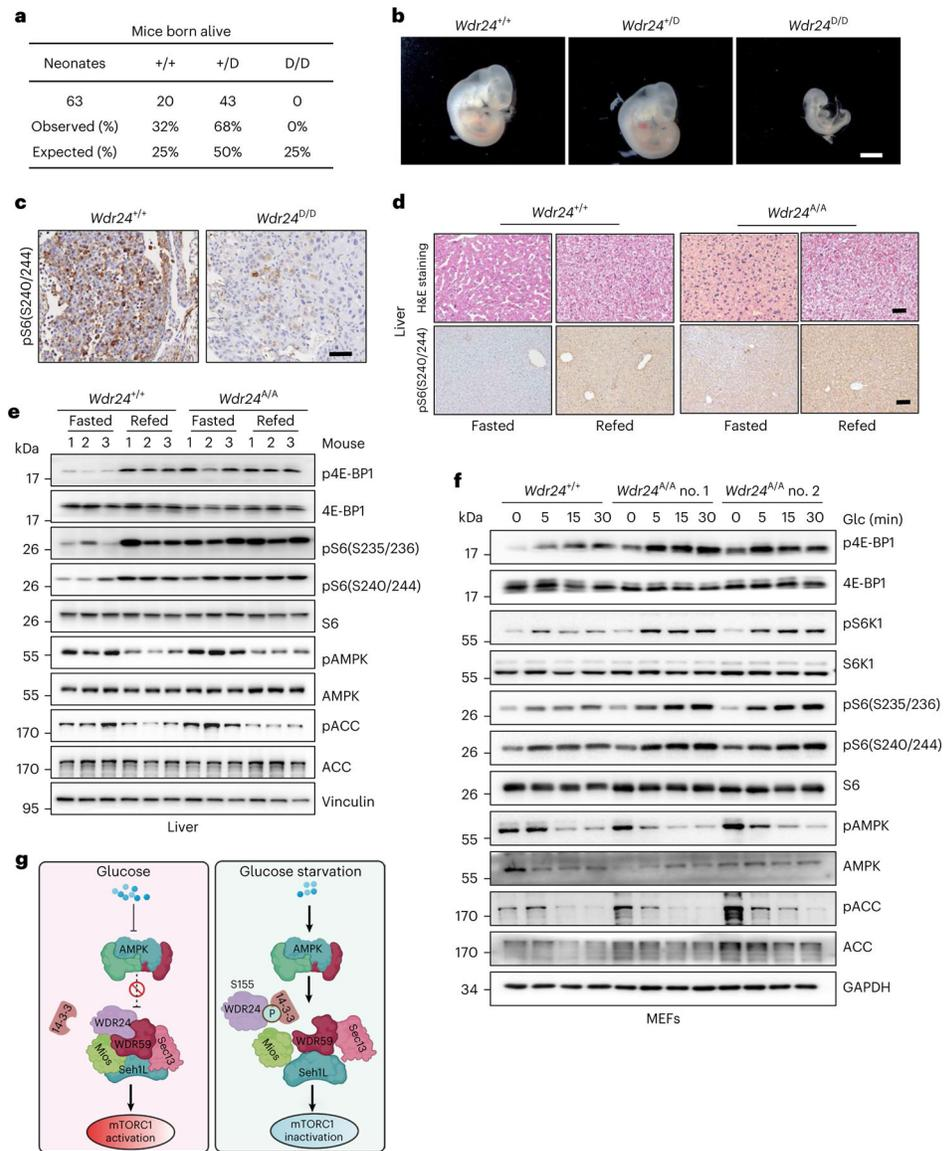 a
Mice born alive
Neonates +/+ +/D D/D
63 20 43 0
Observed (%) 32% 68% 0%
Expected (%) 25% 50% 25%
b
Wdr24+/+ Wdr24+/D Wdr24D/D
c
Wdr24+/+ Wdr24D/D
pS6(S240/244)
d
Wdr24+/+ Wdr24A/A
Liver
H&E staining
pS6(S240/244)
Fasted Refed Fasted Refed
e
Wdr24+/+ Wdr24A/A
Fasted Refed Fasted Refed
kDa 1 2 3 1 2 3 1 2 3 1 2 3 Mouse
17 p4E-BP1
17 4E-BP1
26 pS6(S235/236)
26 pS6(S240/244)
26 S6
55 pAMPK
55 AMPK
170 pACC
170 ACC
95 Vinculin
Liver
f
Wdr24+/+ Wdr24A/A no. 1 Wdr24A/A no. 2
kDa 0 5 15 30 0 5 15 30 0 5 15 30 Glc (min)
17 p4E-BP1
17 4E-BP1
55 pS6K1
55 S6K1
26 pS6(S235/236)
26 pS6(S240/244)
26 S6
55 pAMPK
55 AMPK
170 pACC
170 ACC
34 GAPDH
MEFs
g
Glucose
AMPK
14-3-3
WDR24
WDR59
Mios
Sec13
Seh1L
mTORC1
activation
Glucose starvation
AMPK
S155
WDR24
P
14-3-3
Mios
WDR59
Sec13
Seh1L
mTORC1
inactivation